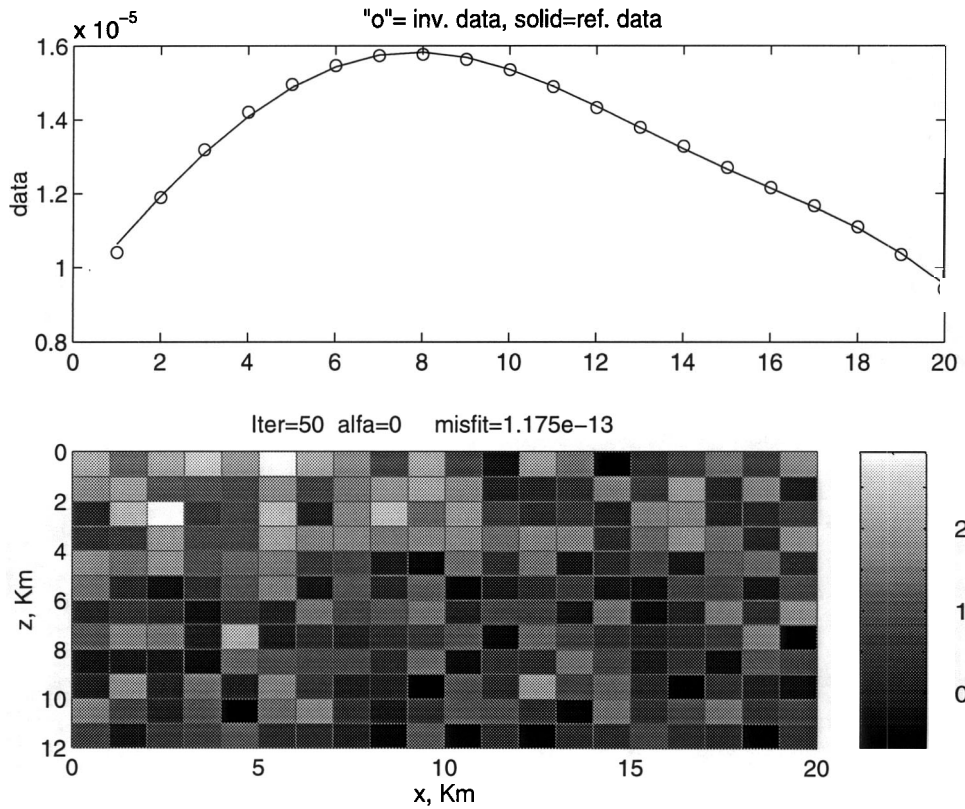 "o"= inv. data, solid=ref. data
x 10⁻⁵
1.6
1.4
1.2
1
0.8
data
0 2 4 6 8 10 12 14 16 18 20
Iter=50 alfa=0 misfit=1.175e−13
0
2
4
6
8
10
12
z, Km
0 5 10 15 20
x, Km
2
1
0